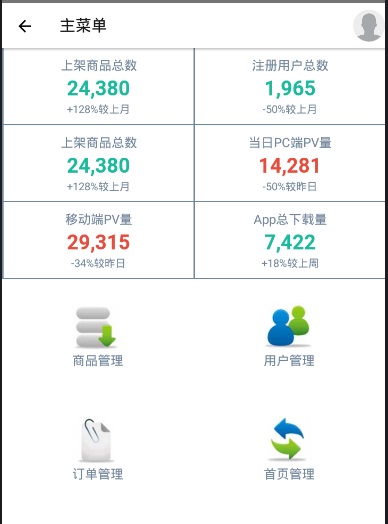 主菜单
上架商品总数
24,380
+128%较上月
注册用户总数
1,965
-50%较上月
上架商品总数
24,380
+128%较上月
当日PC端PV量
14,281
-50%较昨日
移动端PV量
29,315
-34%较昨日
App总下载量
7,422
+18%较上周
商品管理
用户管理
订单管理
首页管理